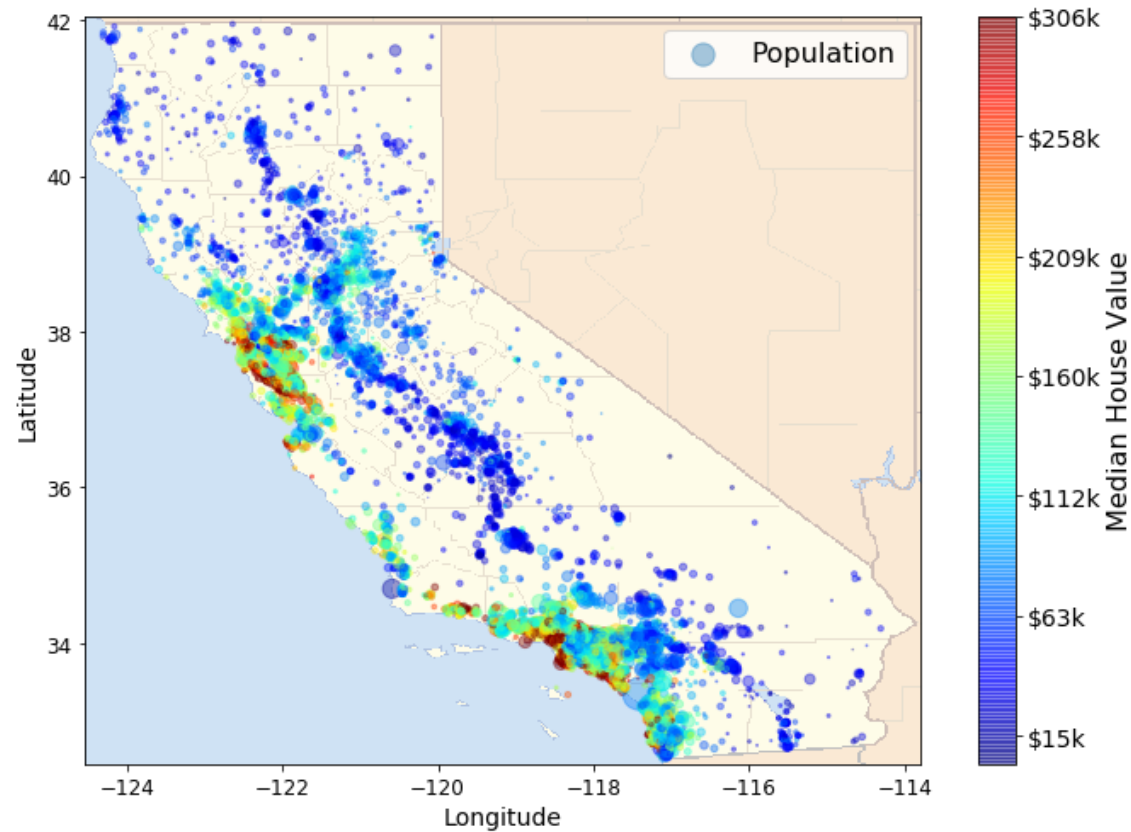 Population
42
40
38
36
34
Latitude
−124
−122
−120
−118
−116
−114
Longitude
$306k
$258k
$209k
$160k
$112k
$63k
$15k
Median House Value